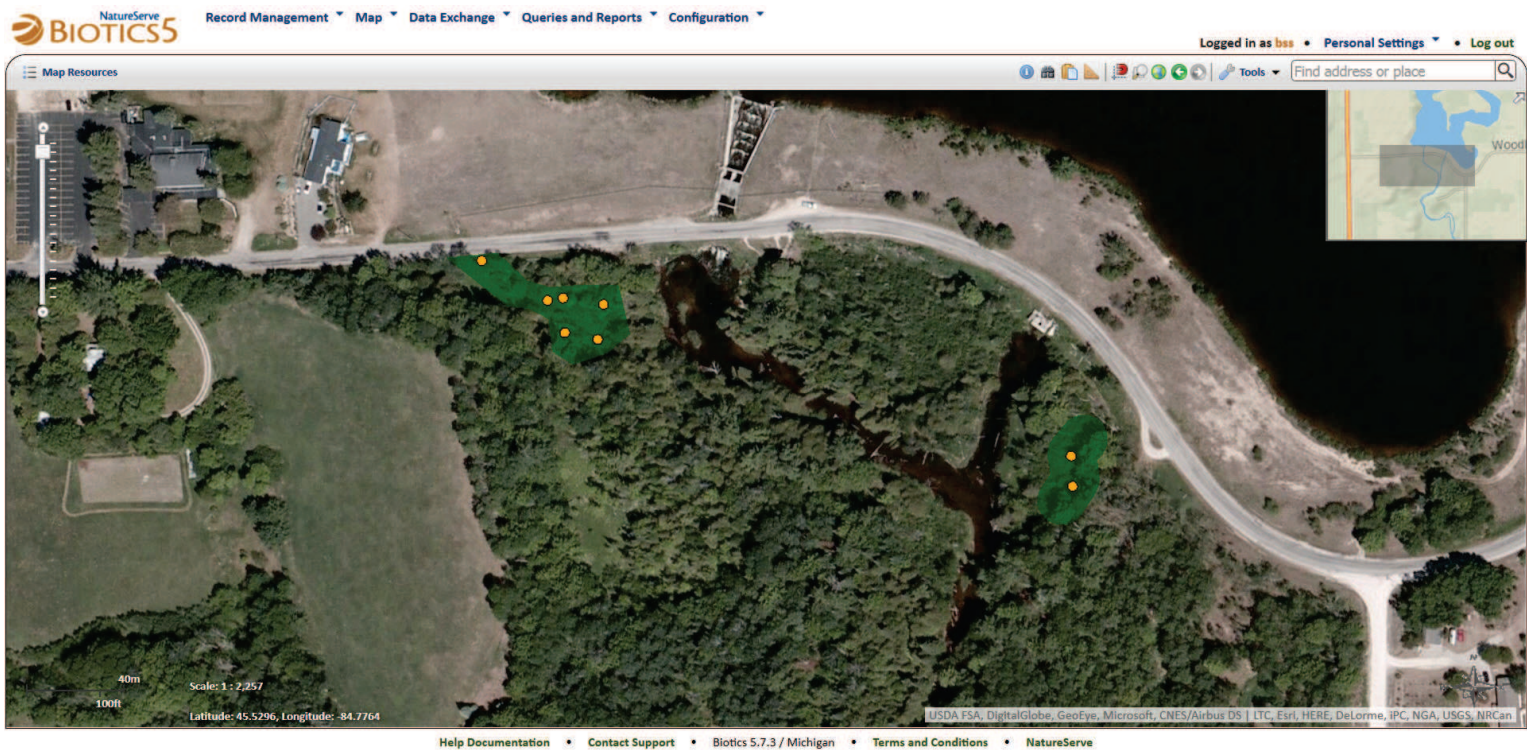 NatureServe
BIOTICS5
Record Management Map Data Exchange Queries and Reports Configuration
Logged in as bss • Personal Settings • Log out
Map Resources
Tools
Find address or place
40m
100ft
Scale: 1 : 2,257
Latitude: 45.5296, Longitude: -84.7764
N
USDA FSA, DigitalGlobe, GeoEye, Microsoft, CNES/Airbus DS | LTC, Esri, HERE, DeLorme, iPC, NGA, USGS, NRCan
Help Documentation • Contact Support • Biotics 5.7.3 / Michigan • Terms and Conditions • NatureServe